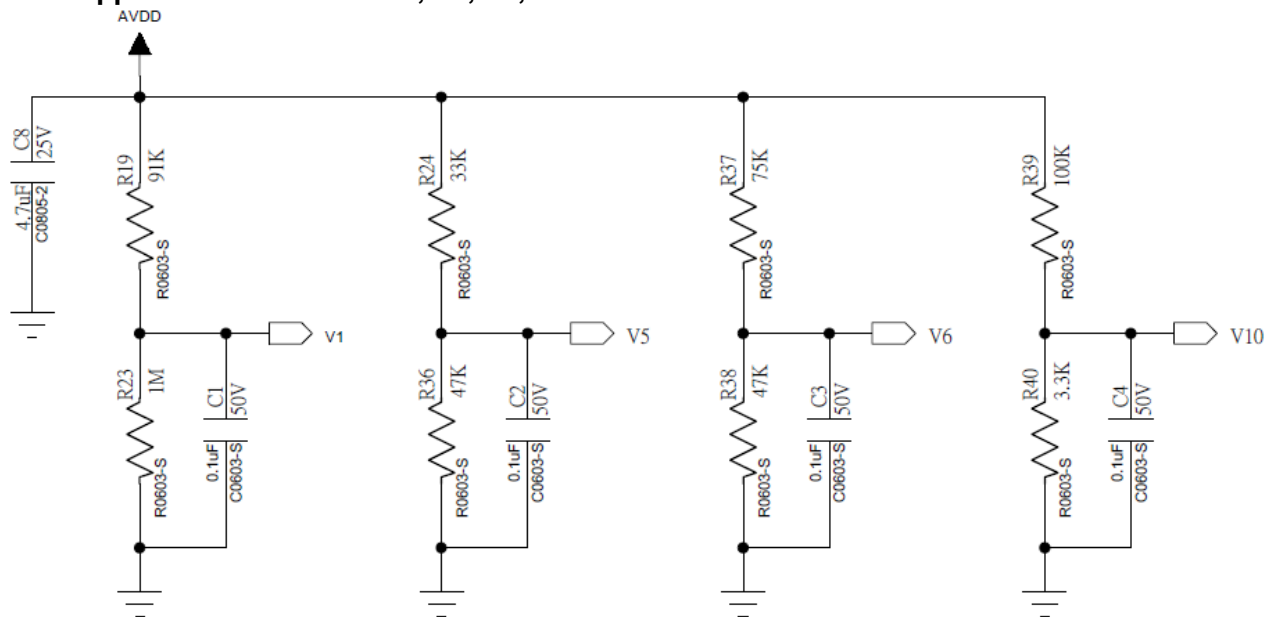 AVDD
C8
25V
4.7uF
C0805-2
R19
91K
R0603-S
R24
33K
R0603-S
R37
75K
R0603-S
R39
100K
R0603-S
V1
V5
V6
V10
R23
1M
R0603-S
C1
50V
0.1uF
C0603-S
R36
47K
R0603-S
C2
50V
0.1uF
C0603-S
R38
47K
R0603-S
C3
50V
0.1uF
C0603-S
R40
3.3K
R0603-S
C4
50V
0.1uF
C0603-S